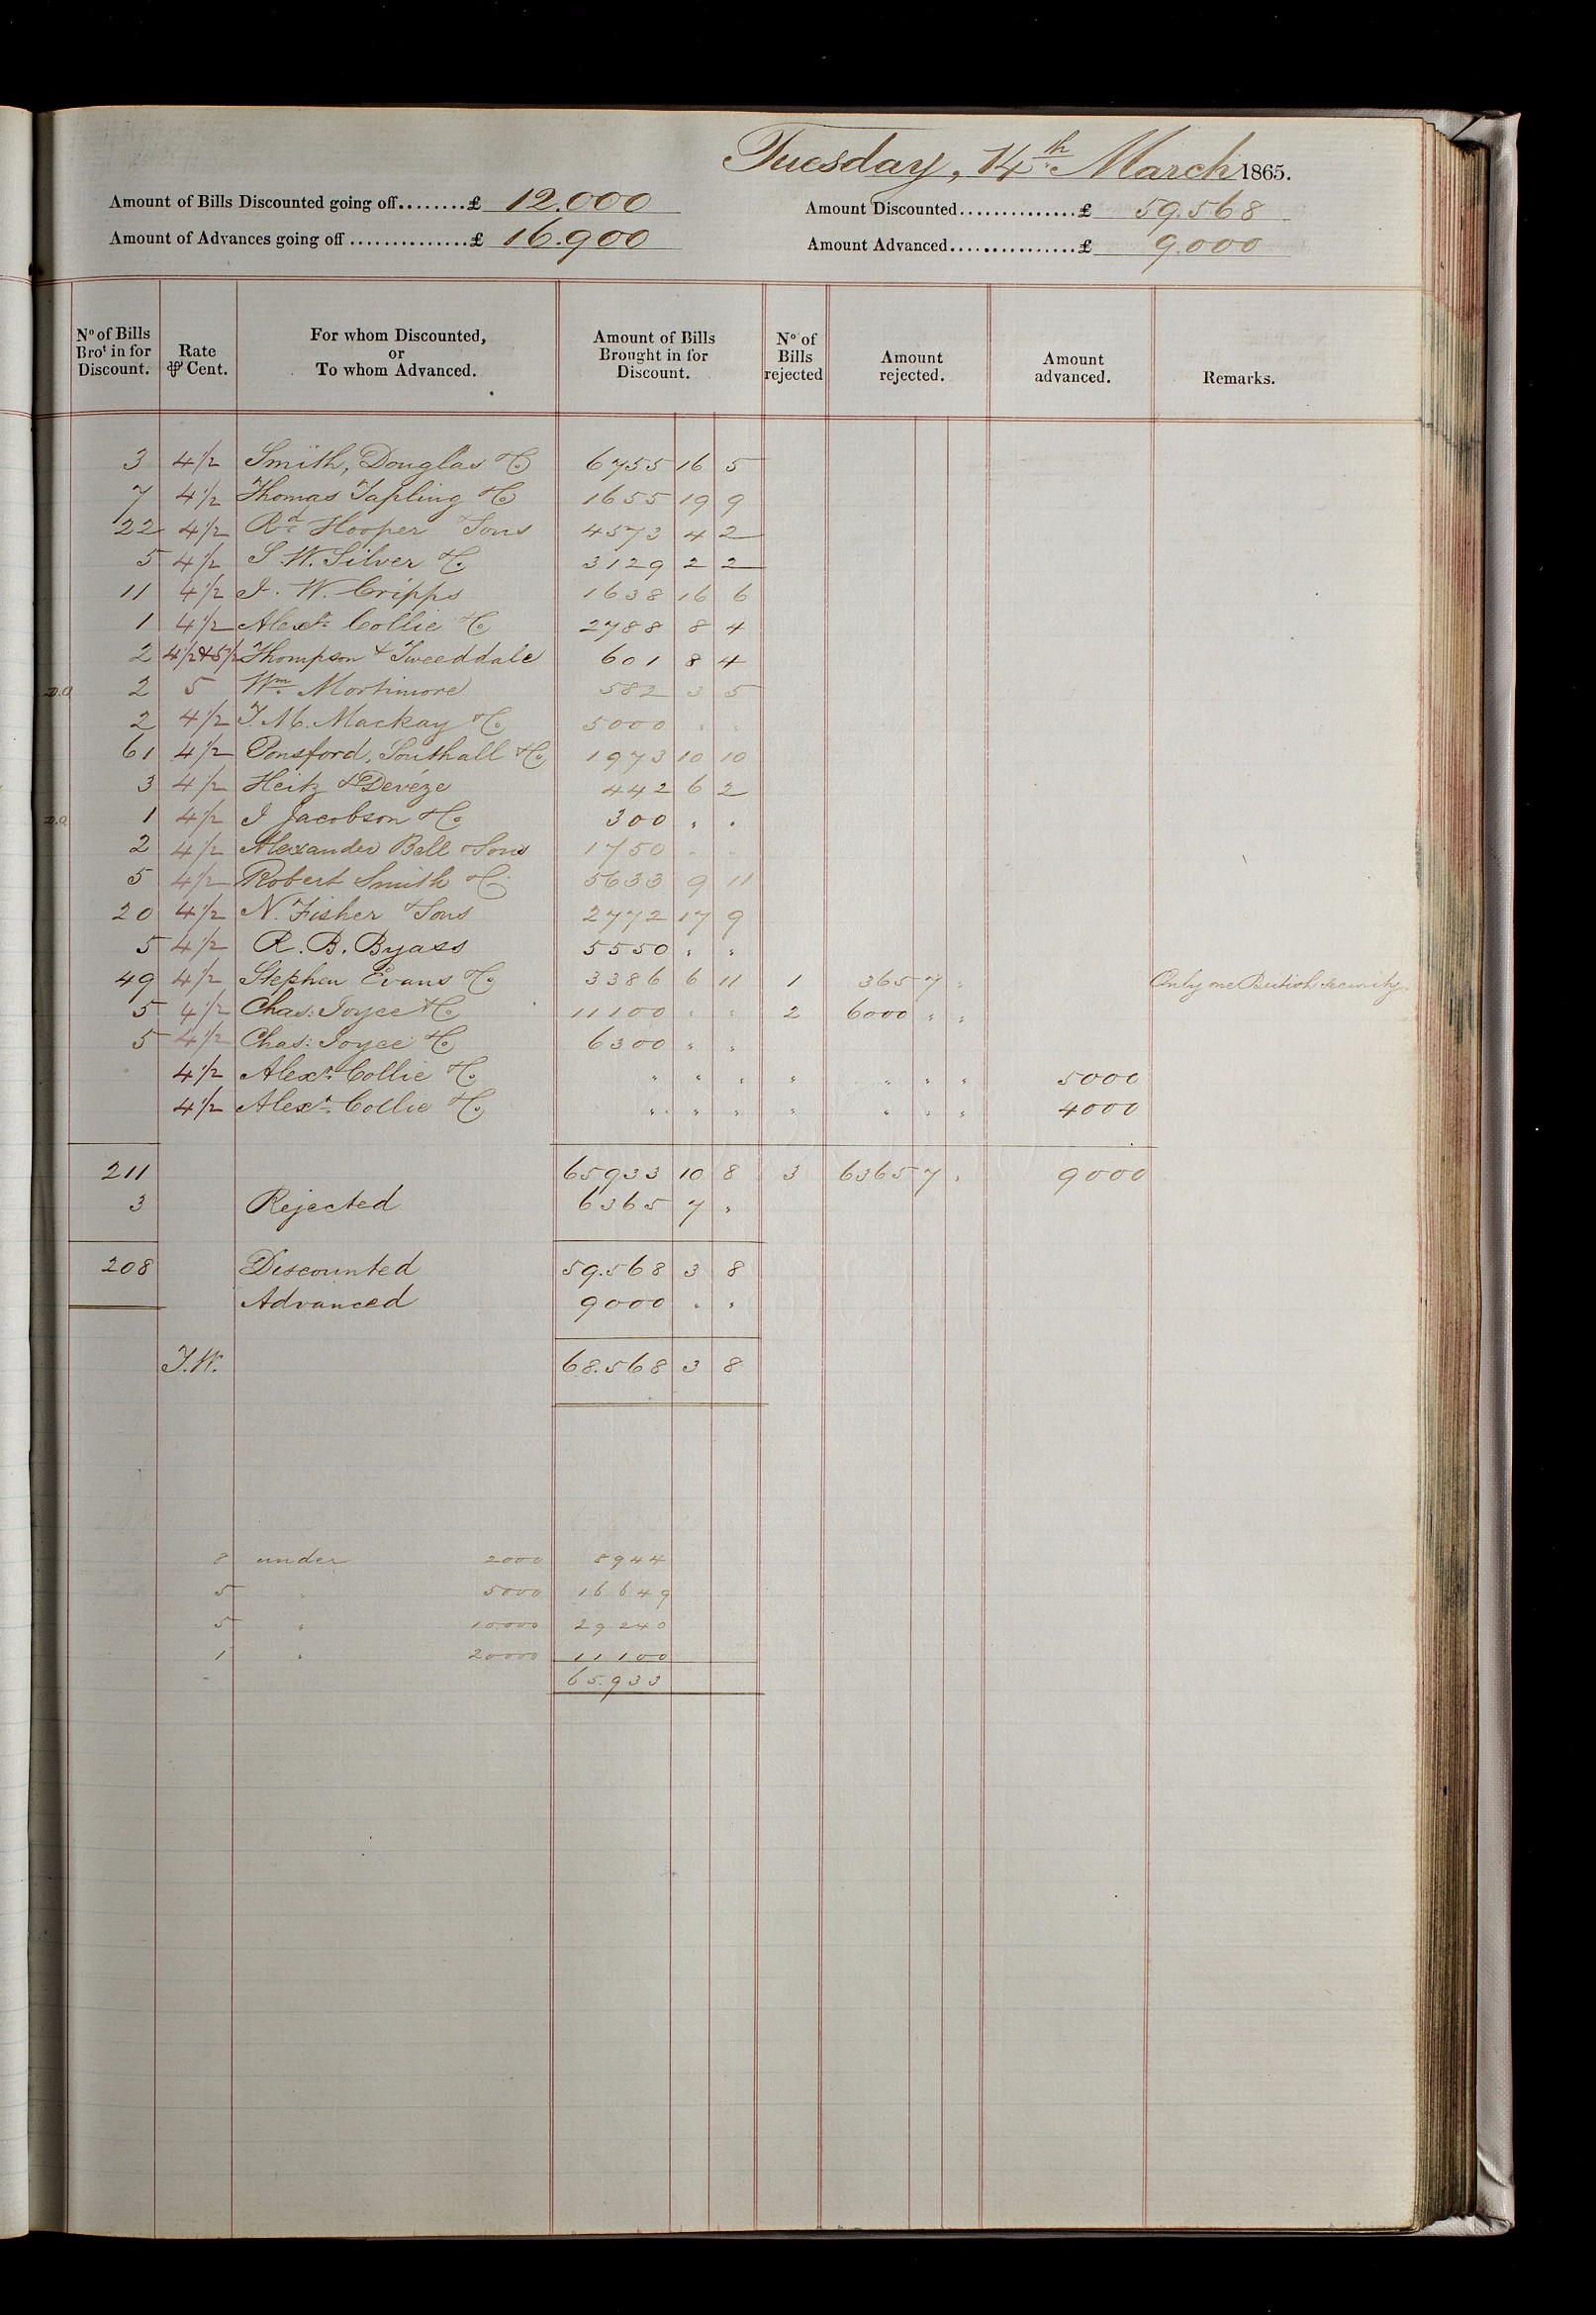 Tuesday, 14th March 1865.
Amount of Bills Discounted going off........£ 12.000
Amount Discounted..............£ 59.568
Amount of Advances going off..............£ 16.900
Amount Advanced...............£ 9.000
No of Bills Brot in for Discount. | Rate ⅌ Cent. | For whom Discounted, or To whom Advanced. | Amount of Bills Brought in for Discount. | No of Bills rejected | Amount rejected. | Amount advanced. | Remarks.
3 4½ Smith, Douglas & Co 6755 16 5
7 4½ Thomas Tapling & Co 1655 19 9
22 4½ Rd Hooper & Sons 4573 4 2
5 4½ S. W. Silver & Co 3129 2 2
11 4½ J. W. Cripps 1638 16 6
1 4½ Alexr Collie & Co 2788 8 4
2 4½&5½ Thompson & Tweeddale 601 8 4
2 5 Wm Mortimore 582 3 5
2 4½ T. M. Mackay & Co 5000 " "
61 4½ Ponsford, Southall & Co 1973 10 10
3 4½ Heitz & Devéze 442 6 2
1 4½ I Jacobson & Co 300 " "
2 4½ Alexander Bell & Sons 1750 " "
5 4½ Robert Smith & Co 5633 9 11
20 4½ N. Fisher & Sons 2772 17 9
5 4½ R. B. Byass 5550 " "
49 4½ Stephen Evans & Co 3386 6 11 1 365 7 " Only one British Security.
5 4½ Chas: Joyce & Co 11100 " " 2 6000 " "
5 4½ Chas: Joyce & Co 6300 " "
4½ Alexr Collie & Co " " " " " " " 5000
4½ Alexr Collie & Co " " " " " " " 4000
211 65933 10 8 3 6365 7 " 9000
3 Rejected 6365 7 "
208 Discounted 59.568 3 8
Advanced 9000 " "
T.W. 68.568 3 8
8 under 2000 8944
5 " 5000 16649
5 " 10.000 29240
1 " 20000 11100
65.933